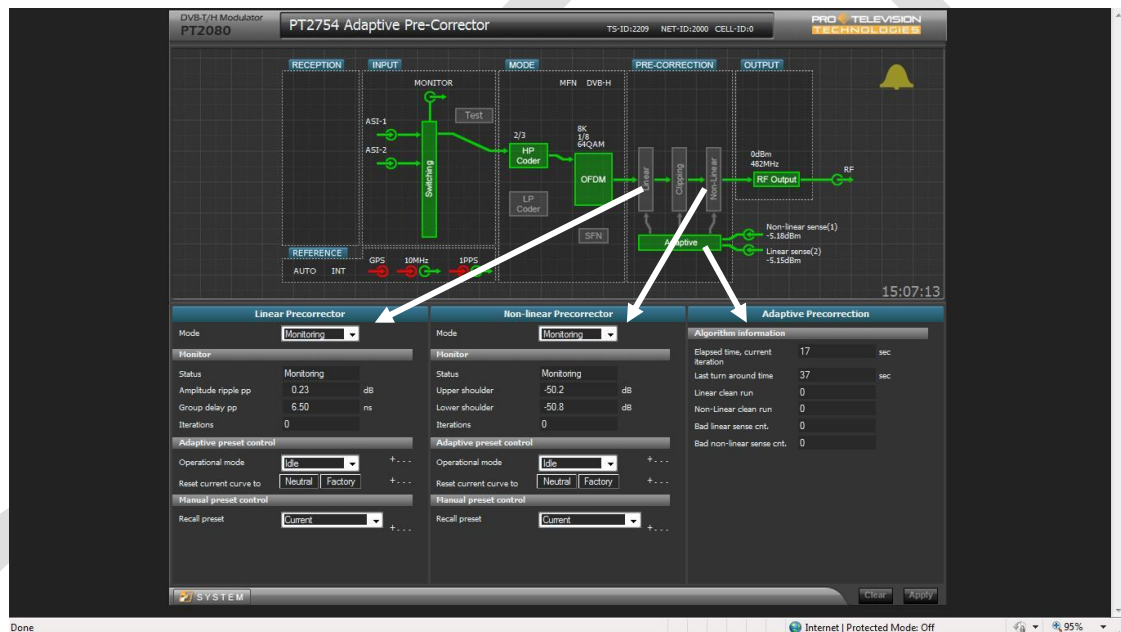 DVB-T/H Modulator
PT2080
PT2754 Adaptive Pre-Corrector
TS-ID:2209 NET-ID:2000 CELL-ID:0
PRO TELEVISION
TECHNOLOGIES
RECEPTION
INPUT
MODE
PRE-CORRECTION
OUTPUT
MONITOR
MFN DVB-H
Test
ASI-1
ASI-2
Switching
2/3
HP
Coder
8K
1/8
64QAM
OFDM
LP
Coder
SFN
Linear
Clipping
Non-Linear
Adaptive
0dBm
482MHz
RF Output
RF
Non-linear sense(1)
-5.18dBm
Linear sense(2)
-5.15dBm
REFERENCE
AUTO INT
GPS 10MHz 1PPS
15:07:13
Linear Precorrector
Mode Monitoring
Monitor
Status Monitoring
Amplitude ripple pp 0.23 dB
Group delay pp 6.50 ns
Iterations 0
Adaptive preset control
Operational mode Idle +...
Reset current curve to Neutral Factory +...
Manual preset control
Recall preset Current +...
Non-linear Precorrector
Mode Monitoring
Monitor
Status Monitoring
Upper shoulder -50.2 dB
Lower shoulder -50.8 dB
Iterations 0
Adaptive preset control
Operational mode Idle +...
Reset current curve to Neutral Factory +...
Manual preset control
Recall preset Current +...
Adaptive Precorrection
Algorithm information
Elapsed time, current
iteration 17 sec
Last turn around time 37 sec
Linear clean run 0
Non-Linear clean run 0
Bad linear sense cnt. 0
Bad non-linear sense cnt. 0
SYSTEM
Clear Apply
Done
Internet | Protected Mode: Off
95%